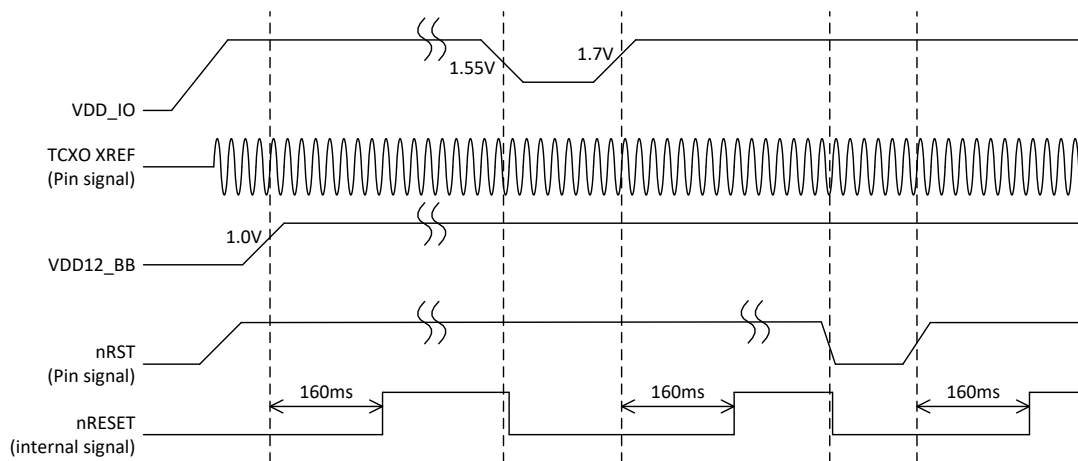 1.55V
1.7V
VDD_IO
TCXO XREF
(Pin signal)
1.0V
VDD12_BB
nRST
(Pin signal)
160ms
160ms
160ms
nRESET
(internal signal)